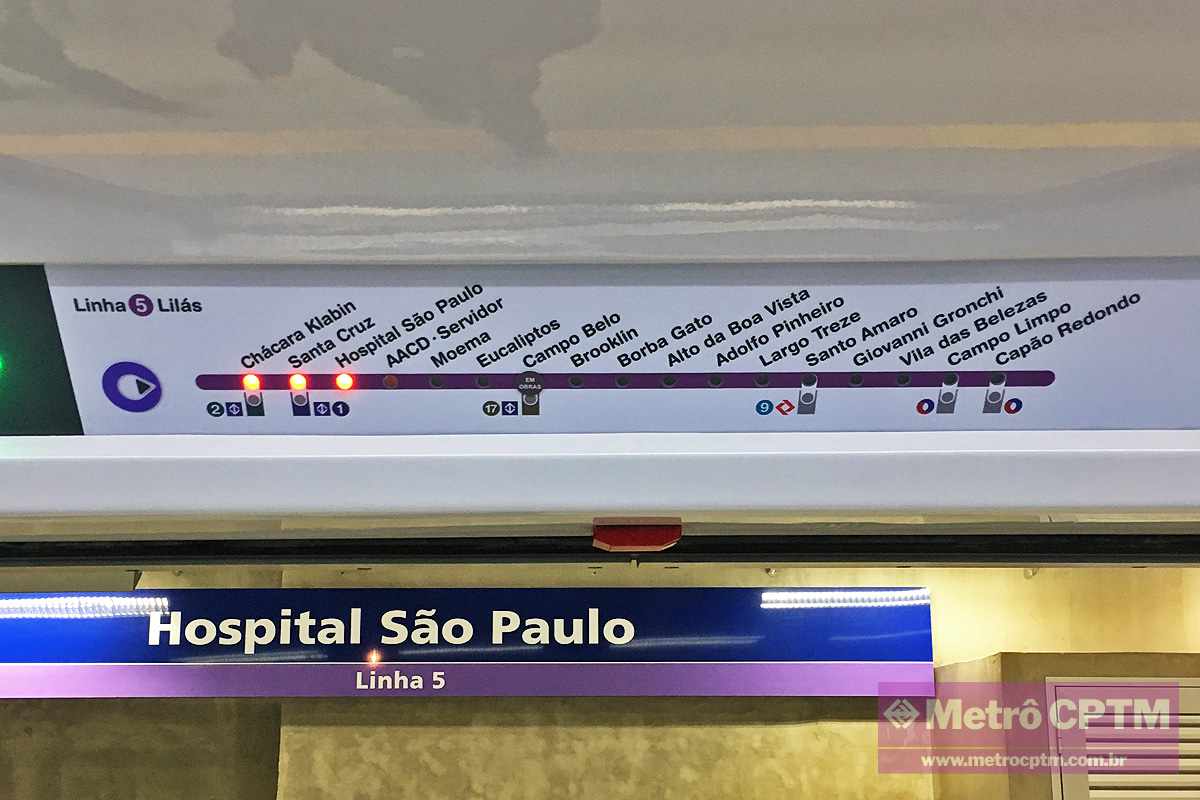 Linha 5 Lilás
Chácara Klabin
Santa Cruz
Hospital São Paulo
AACD·Servidor
Moema
Eucaliptos
Campo Belo
Brooklin
Borba Gato
Alto da Boa Vista
Adolfo Pinheiro
Largo Treze
Santo Amaro
Giovanni Gronchi
Vila das Belezas
Campo Limpo
Capão Redondo
EM
OBRAS
2
1
17
9
Hospital São Paulo
Linha 5
Metrô CPTM
www.metrocptm.com.br